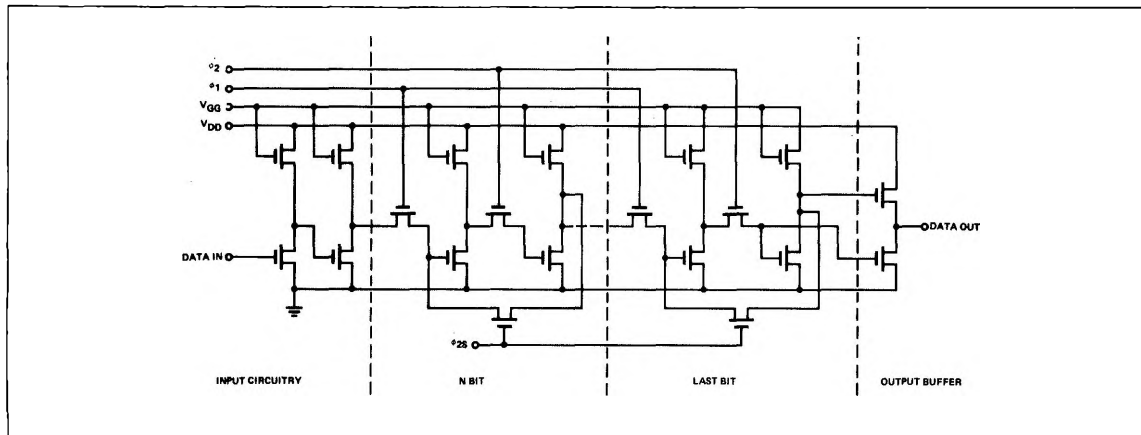 ϕ2
ϕ1
VGG
VDD
DATA IN
DATA OUT
ϕ2S
INPUT CIRCUITRY
N BIT
LAST BIT
OUTPUT BUFFER